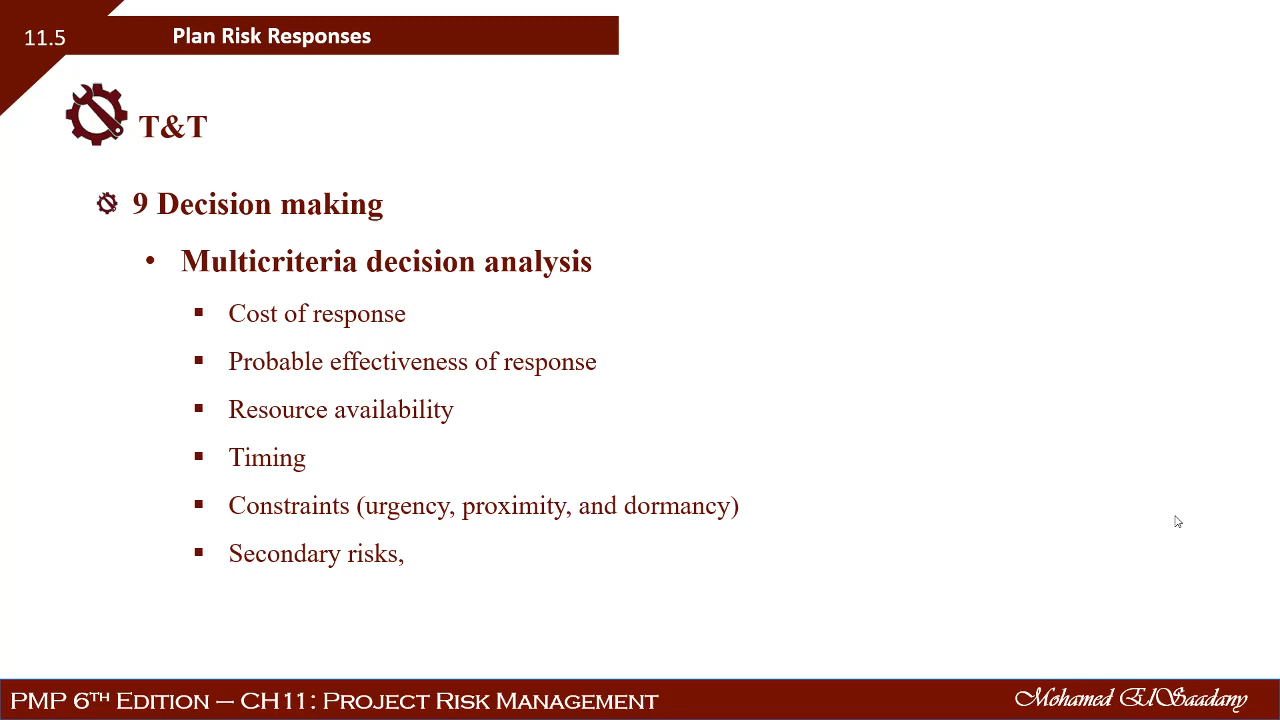 11.5
Plan Risk Responses
T&T
9 Decision making
• Multicriteria decision analysis
▪ Cost of response
▪ Probable effectiveness of response
▪ Resource availability
▪ Timing
▪ Constraints (urgency, proximity, and dormancy)
▪ Secondary risks,
PMP 6TH Edition – CH11: Project Risk Management
Mohamed ElSaadany